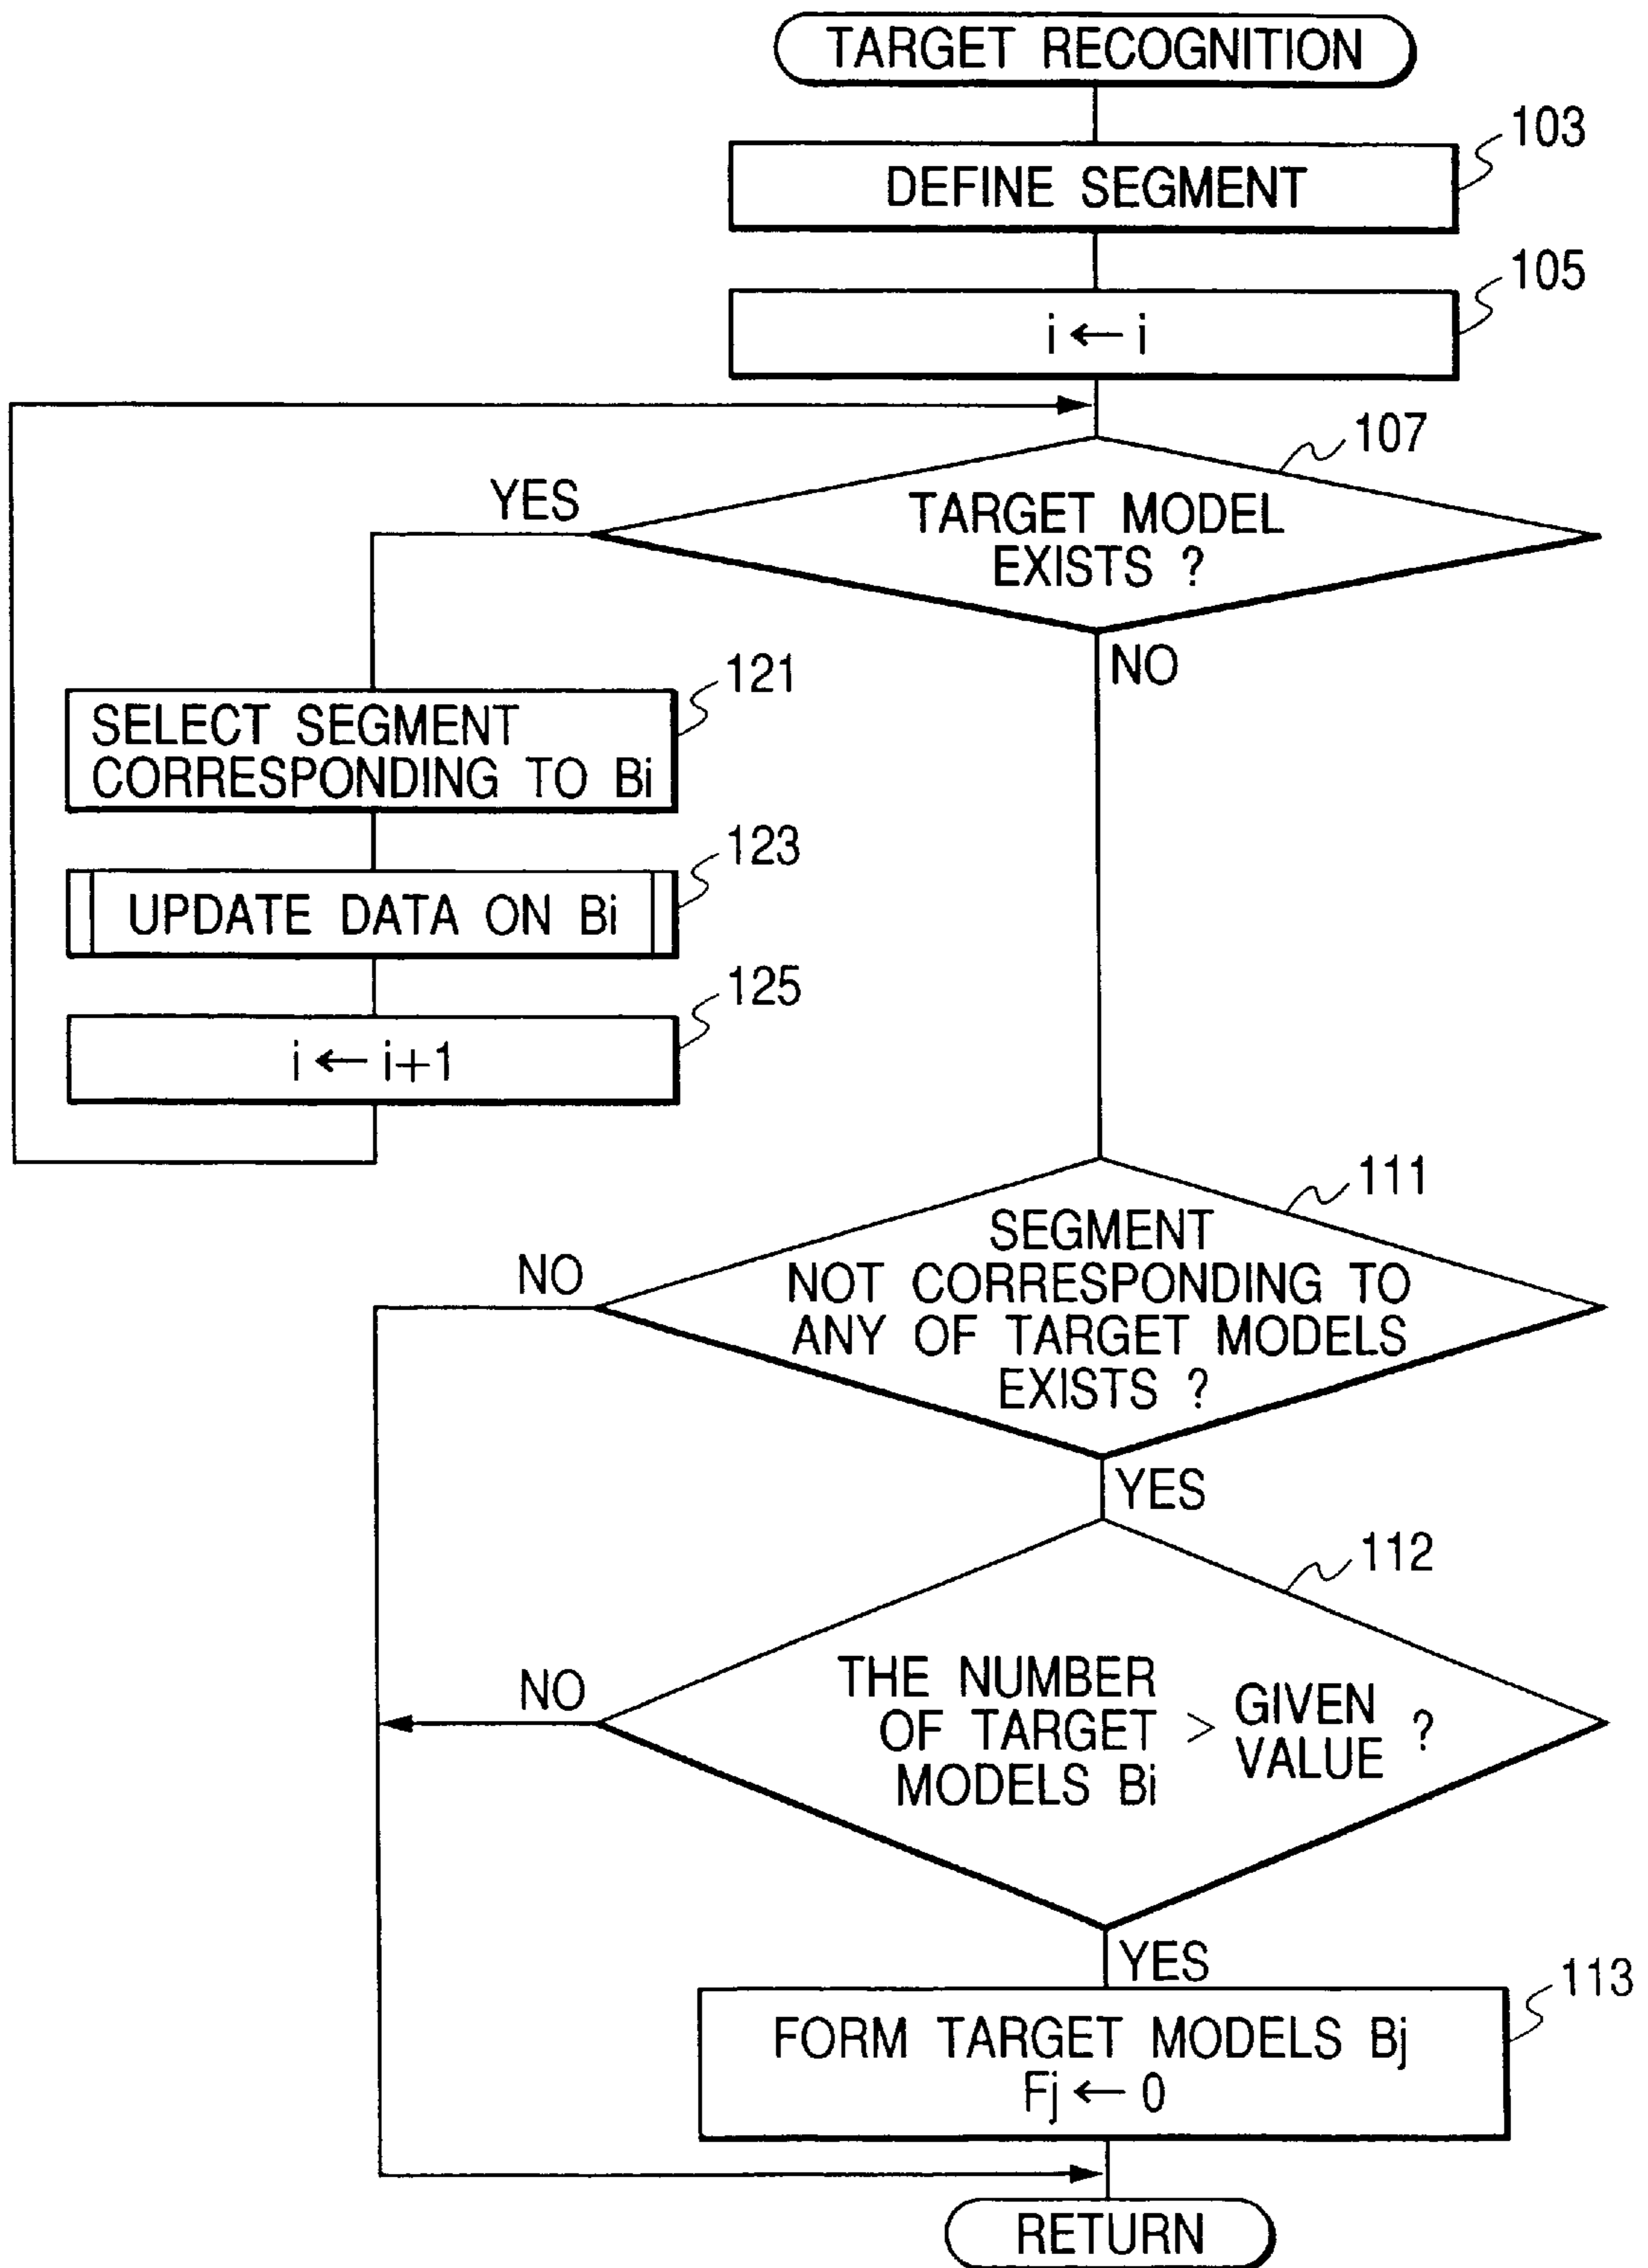 TARGET RECOGNITION
103
DEFINE SEGMENT
105
i ← i
107
YES
TARGET MODEL
EXISTS ?
NO
121
SELECT SEGMENT
CORRESPONDING TO Bi
123
UPDATE DATA ON Bi
125
i ← i+1
111
NO
SEGMENT
NOT CORRESPONDING TO
ANY OF TARGET MODELS
EXISTS ?
YES
112
NO
THE NUMBER
OF TARGET
MODELS Bi
>
GIVEN
VALUE
?
YES
113
FORM TARGET MODELS Bj
Fj ← 0
RETURN